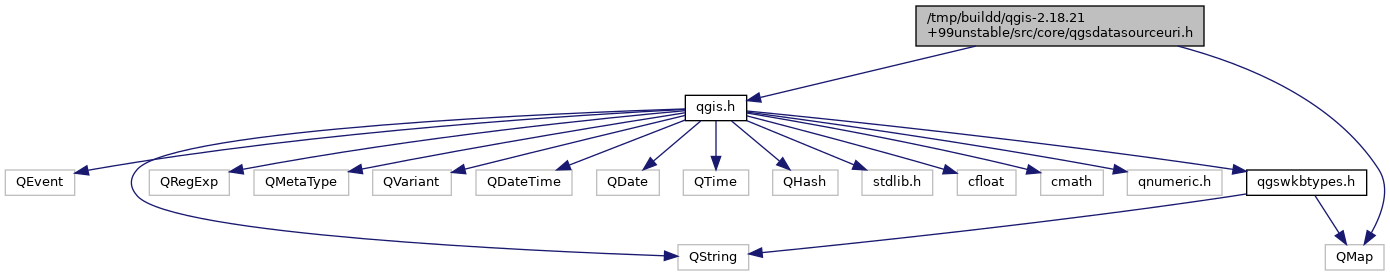 /tmp/buildd/qgis-2.18.21
+99unstable/src/core/qgsdatasourceuri.h
qgis.h
QEvent
QRegExp
QMetaType
QVariant
QDateTime
QDate
QTime
QHash
stdlib.h
cfloat
cmath
qnumeric.h
qgswkbtypes.h
QString
QMap